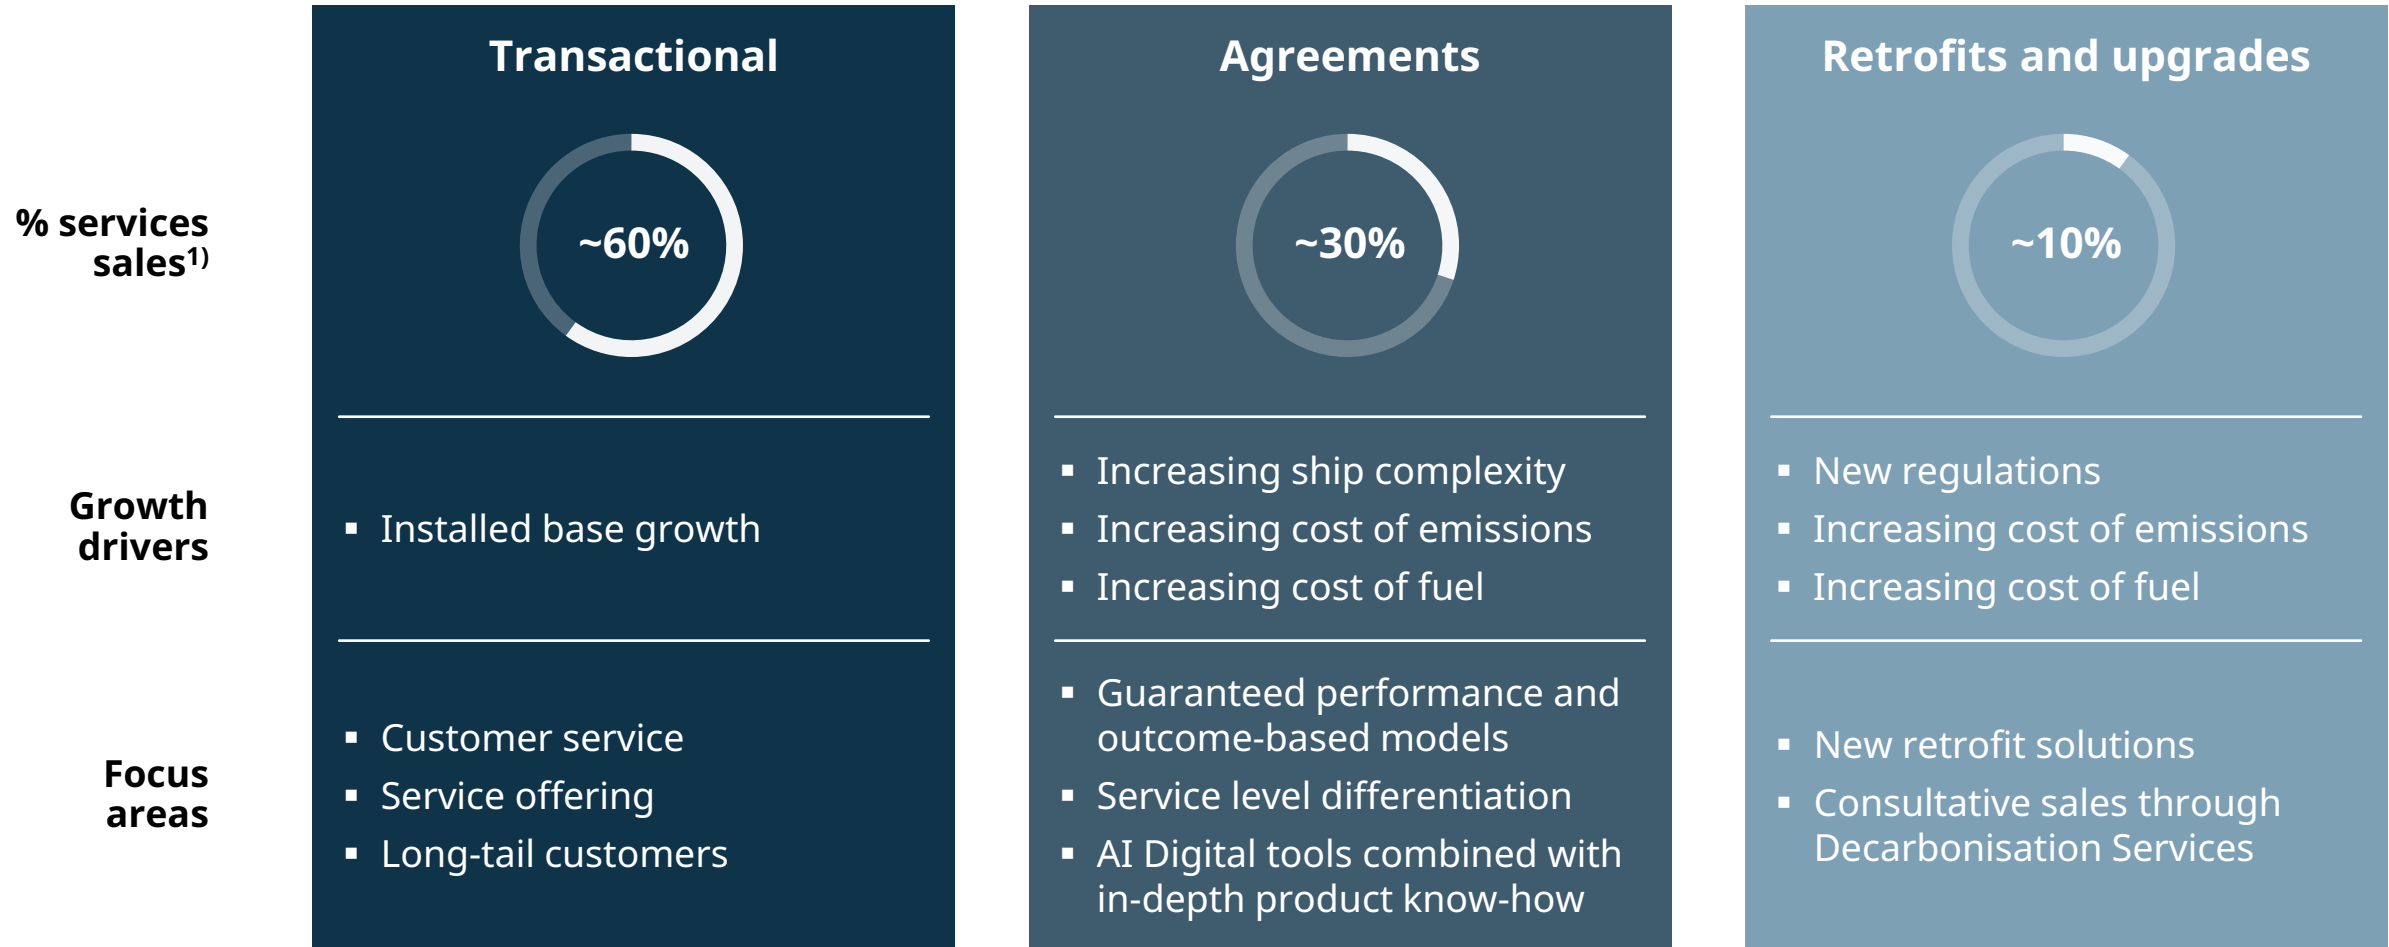 Transactional
Agreements
Retrofits and upgrades
% services
sales1)
~60%
~30%
~10%
Growth
drivers
▪ Installed base growth
▪ Increasing ship complexity
▪ Increasing cost of emissions
▪ Increasing cost of fuel
▪ New regulations
▪ Increasing cost of emissions
▪ Increasing cost of fuel
Focus
areas
▪ Customer service
▪ Service offering
▪ Long-tail customers
▪ Guaranteed performance and
outcome-based models
▪ Service level differentiation
▪ AI Digital tools combined with
in-depth product know-how
▪ New retrofit solutions
▪ Consultative sales through
Decarbonisation Services